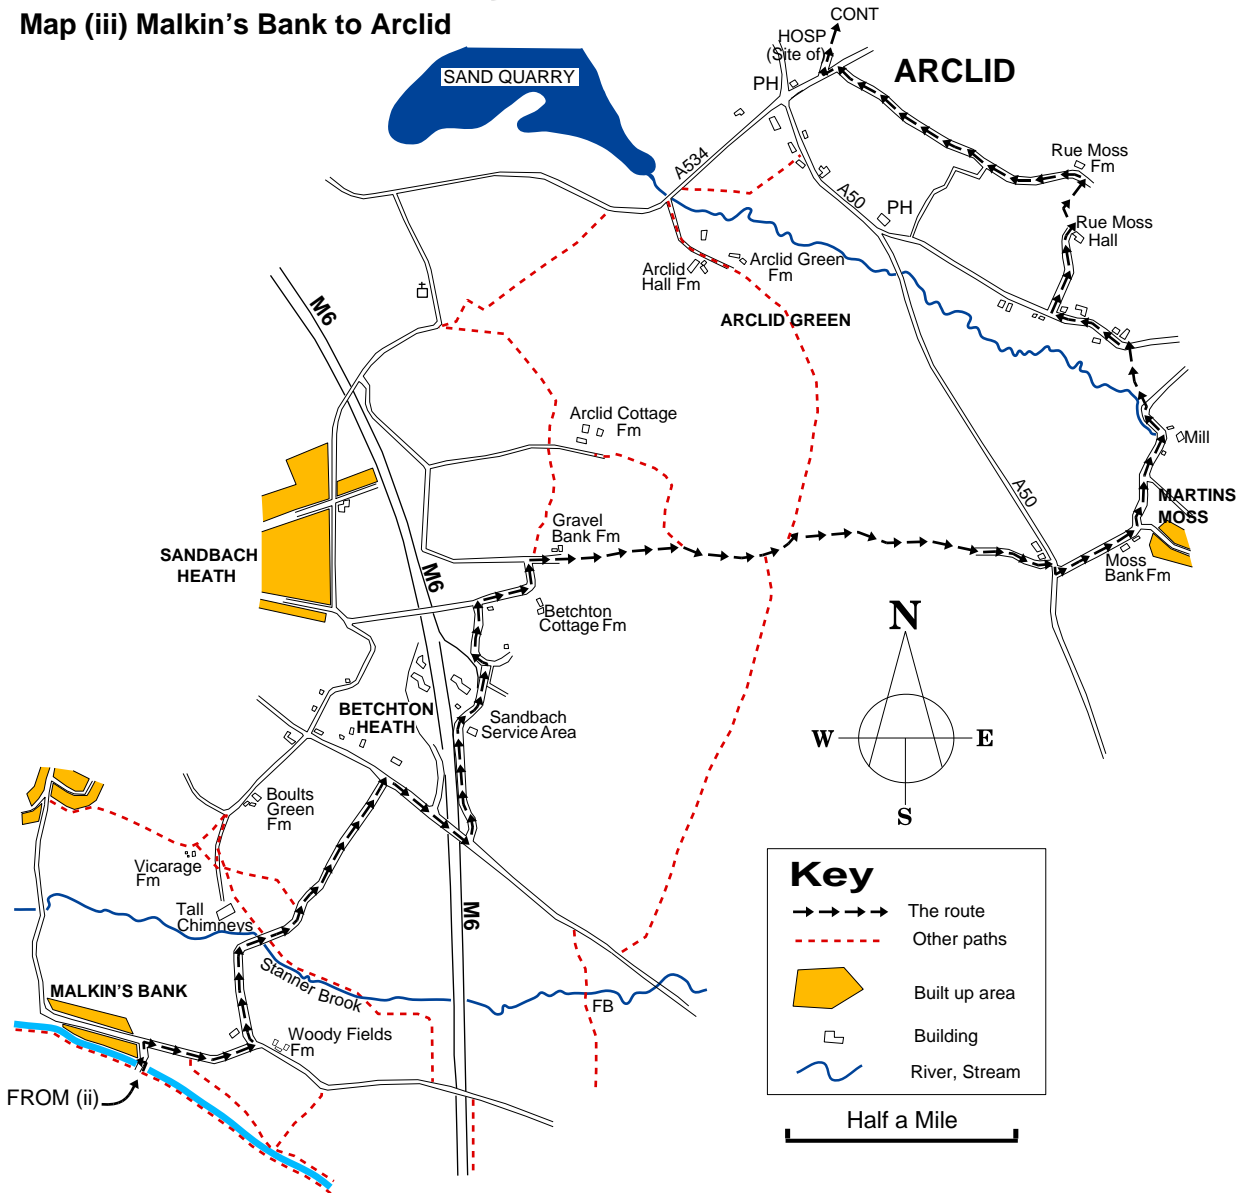 Map (iii) Malkin's Bank to Arclid
CONT
HOSP
(Site of)
ARCLID
SAND QUARRY
PH
A534
Rue Moss
Fm
A50
PH
Rue Moss
Hall
Arclid
Hall Fm
Arclid Green
Fm
M6
ARCLID GREEN
Arclid Cottage
Fm
Mill
A50
MARTINS
MOSS
Gravel
Bank Fm
SANDBACH
HEATH
M6
Moss
Bank Fm
Betchton
Cottage Fm
N
W
E
S
BETCHTON
HEATH
Sandbach
Service Area
Boults
Green
Fm
Vicarage
Fm
Tall
Chimneys
M6
Stanner Brook
MALKIN'S BANK
FB
Woody Fields
Fm
FROM (ii)
Key
The route
Other paths
Built up area
Building
River, Stream
Half a Mile